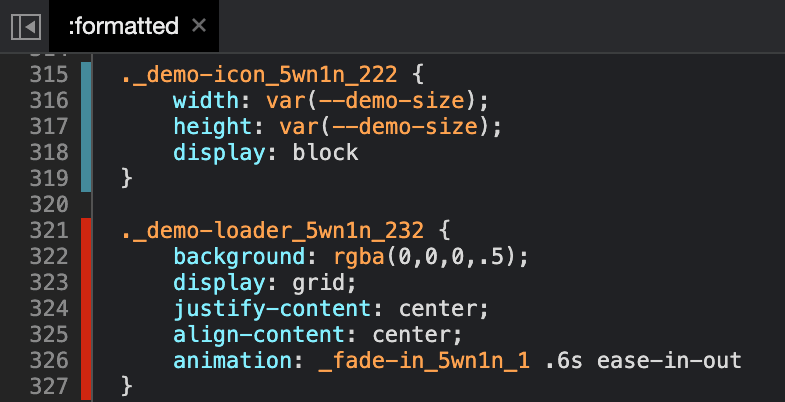 :formatted ×
315 ._demo-icon_5wn1n_222 {
316     width: var(--demo-size);
317     height: var(--demo-size);
318     display: block
319 }
320
321 ._demo-loader_5wn1n_232 {
322     background: rgba(0,0,0,.5);
323     display: grid;
324     justify-content: center;
325     align-content: center;
326     animation: _fade-in_5wn1n_1 .6s ease-in-out
327 }